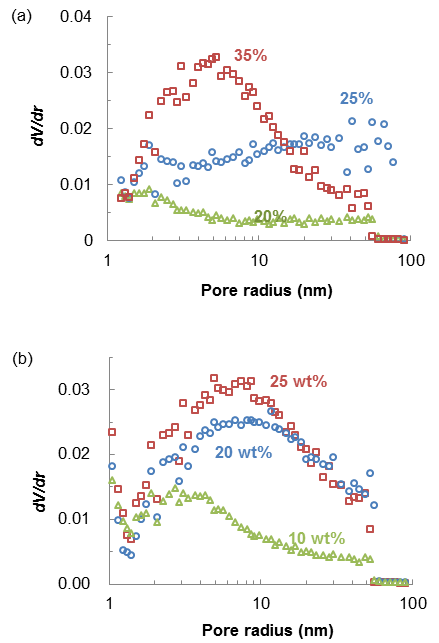 (a)
0.04
35%
0.03
25%
dV/dr
0.02
0.01
20%
0
1
10
100
Pore radius (nm)
(b)
25 wt%
0.03
20 wt%
dV/dr
0.02
0.01
10 wt%
0.00
1
10
100
Pore radius (nm)